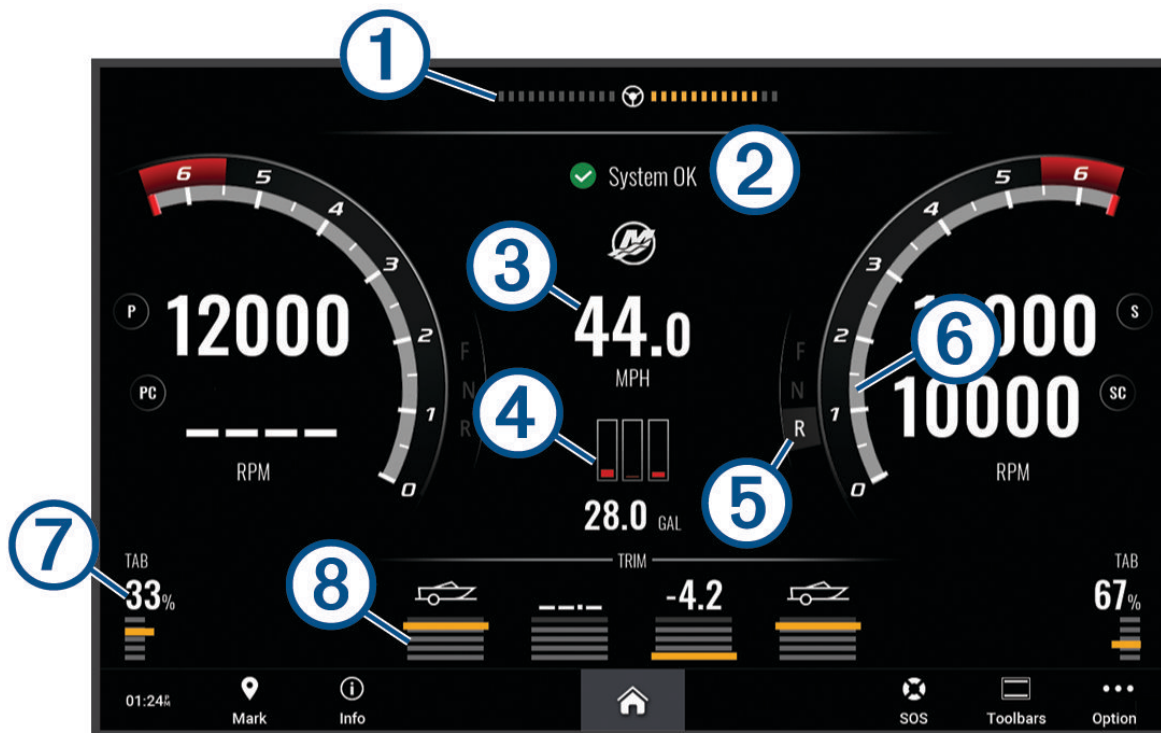 1
2
System OK
6 5 4 3 2 1 0
5 6 4 3 2 1 0
3
P
12000
44.0
000
S
6
PC
F
N
R
MPH
F
N
R
10000
SC
– – – –
4
5
RPM
RPM
28.0 GAL
7
TAB
TRIM
TAB
33%
8
--.-
-4.2
67%
01:24 PM
Mark
Info
SOS
Toolbars
Option